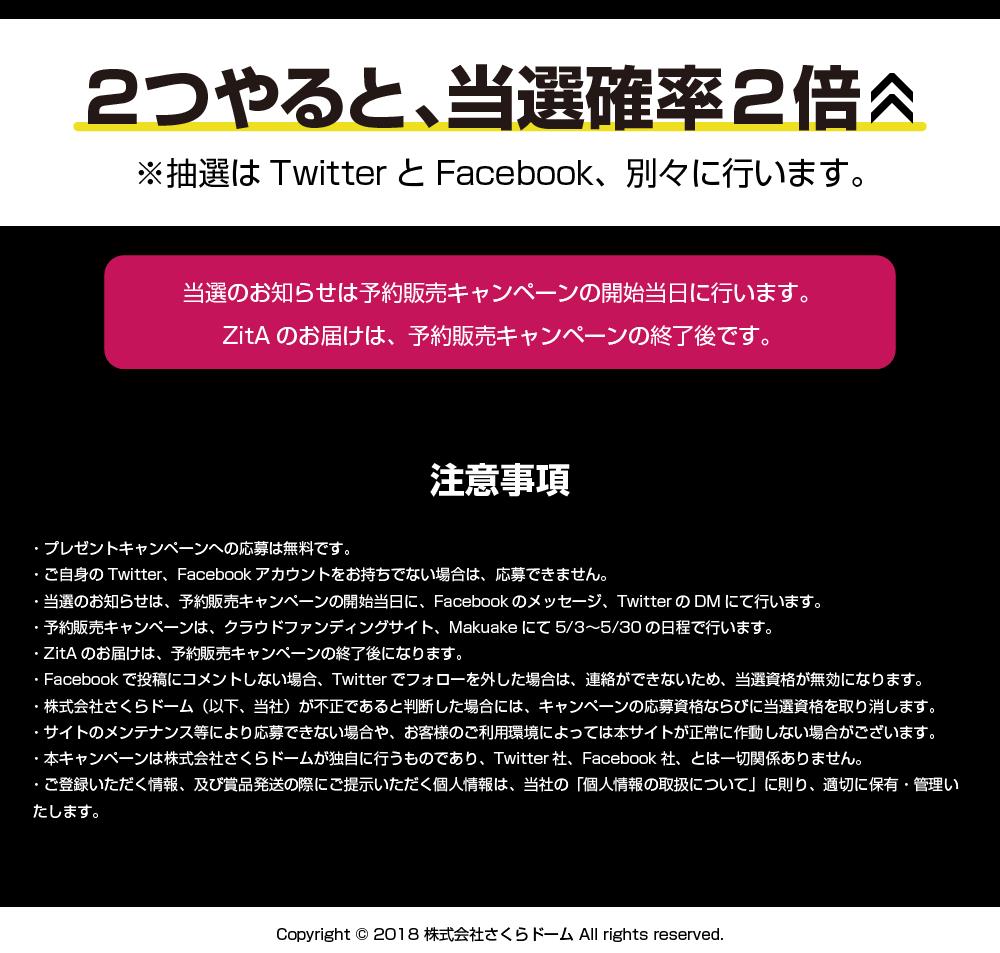 2つやると、当選確率2倍
※抽選は Twitter と Facebook、別々に行います。
当選のお知らせは予約販売キャンペーンの開始当日に行います。
ZitA のお届けは、予約販売キャンペーンの終了後です。
注意事項
・プレゼントキャンペーンへの応募は無料です。
・ご自身の Twitter、Facebook アカウントをお持ちでない場合は、応募できません。
・当選のお知らせは、予約販売キャンペーンの開始当日に、Facebook のメッセージ、Twitter の DM にて行います。
・予約販売キャンペーンは、クラウドファンディングサイト、Makuake にて 5/3〜5/30 の日程で行います。
・ZitA のお届けは、予約販売キャンペーンの終了後になります。
・Facebook で投稿にコメントしない場合、Twitter でフォローを外した場合は、連絡ができないため、当選資格が無効になります。
・株式会社さくらドーム（以下、当社）が不正であると判断した場合には、キャンペーンの応募資格ならびに当選資格を取り消します。
・サイトのメンテナンス等により応募できない場合や、お客様のご利用環境によっては本サイトが正常に作動しない場合がございます。
・本キャンペーンは株式会社さくらドームが独自に行うものであり、Twitter 社、Facebook 社、とは一切関係ありません。
・ご登録いただく情報、及び賞品発送の際にご提示いただく個人情報は、当社の「個人情報の取扱について」に則り、適切に保有・管理い
たします。
Copyright © 2018 株式会社さくらドーム All rights reserved.